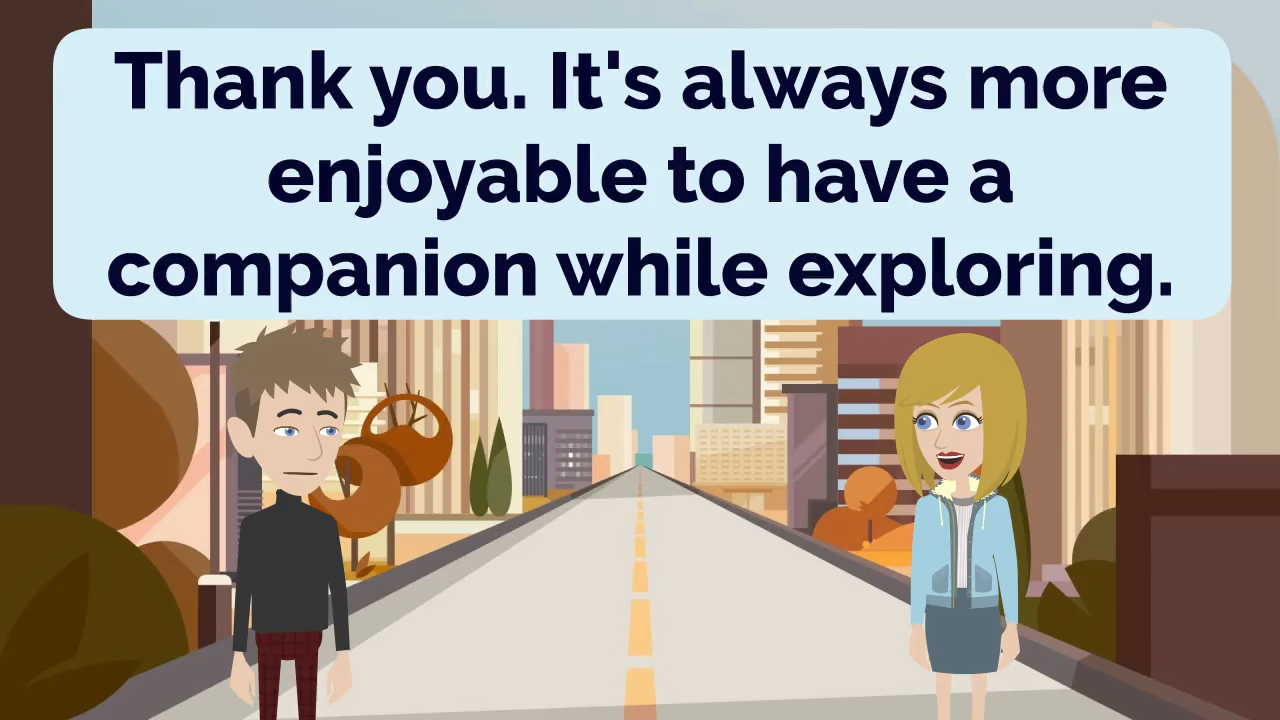 Thank you. It's always more
enjoyable to have a
companion while exploring.